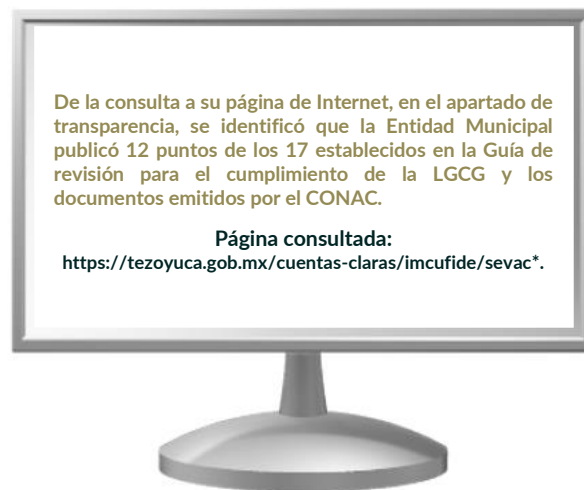 De la consulta a su página de Internet, en el apartado de
transparencia, se identificó que la Entidad Municipal
publicó 12 puntos de los 17 establecidos en la Guía de
revisión para el cumplimiento de la LGCG y los
documentos emitidos por el CONAC.
Página consultada:
https://tezoyuca.gob.mx/cuentas-claras/imcufide/sevac*.